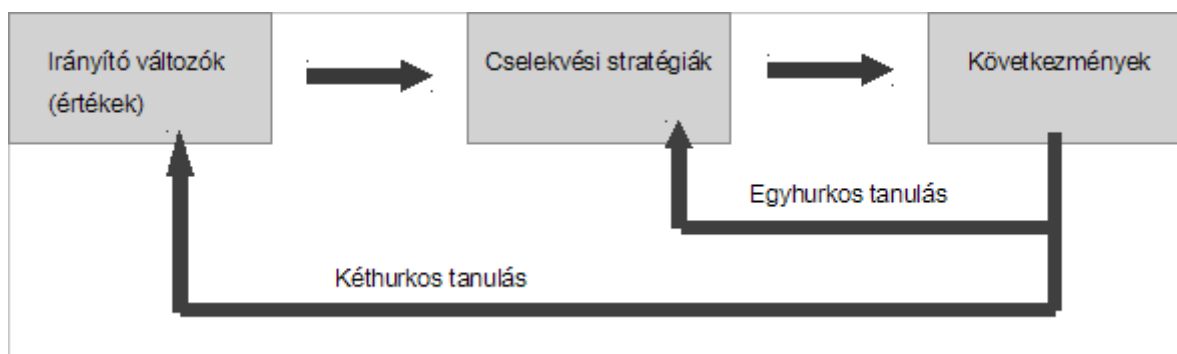 Irányító változók
(értékek)
Cselekvési stratégiák
Következmények
Egyhurkos tanulás
Kéthurkos tanulás